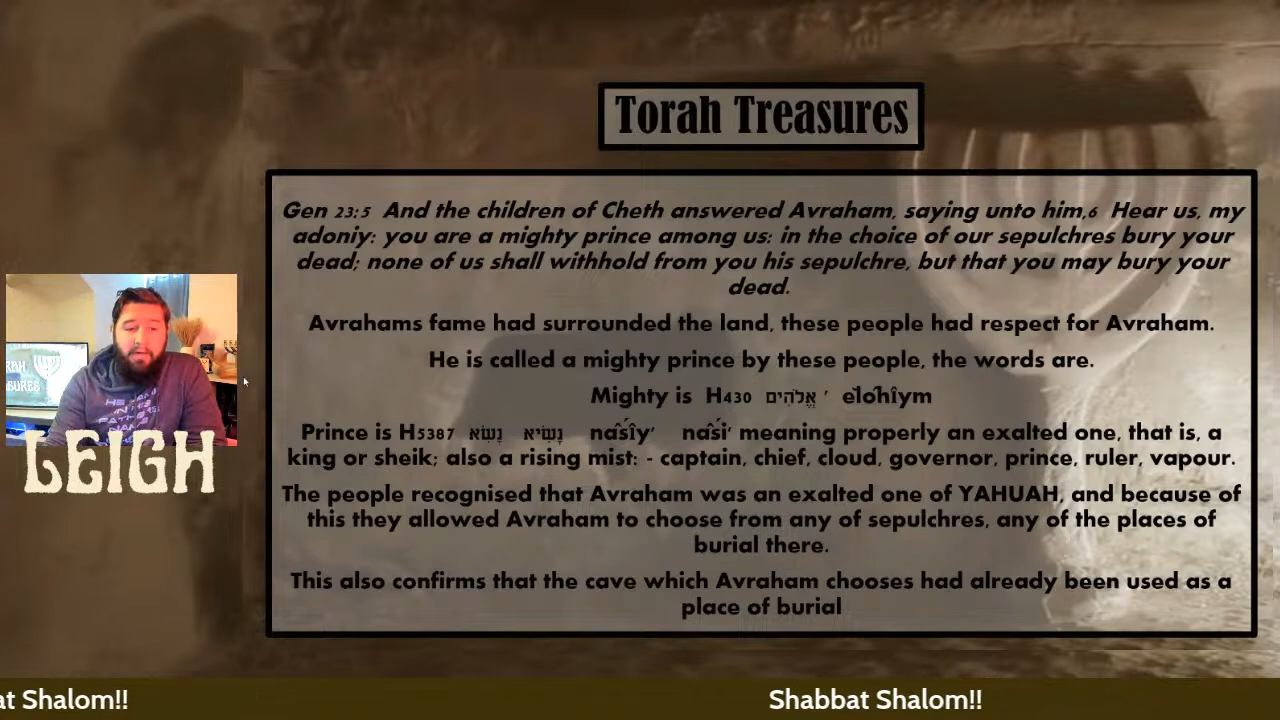 Torah Treasures
Gen 23:5 And the children of Cheth answered Avraham, saying unto him,6 Hear us, my
adoniy: you are a mighty prince among us: in the choice of our sepulchres bury your
dead; none of us shall withhold from you his sepulchre, but that you may bury your
dead.
Avrahams fame had surrounded the land, these people had respect for Avraham.
He is called a mighty prince by these people, the words are.
Mighty is H430 אֱלֹהִים ' ĕlôhîym
Prince is H5387 נָשִׂיא נָשִׂא nâśîy' nâśi' meaning properly an exalted one, that is, a
king or sheik; also a rising mist: - captain, chief, cloud, governor, prince, ruler, vapour.
The people recognised that Avraham was an exalted one of YAHUAH, and because of
this they allowed Avraham to choose from any of sepulchres, any of the places of
burial there.
This also confirms that the cave which Avraham chooses had already been used as a
place of burial
LEIGH
at Shalom!!
Shabbat Shalom!!